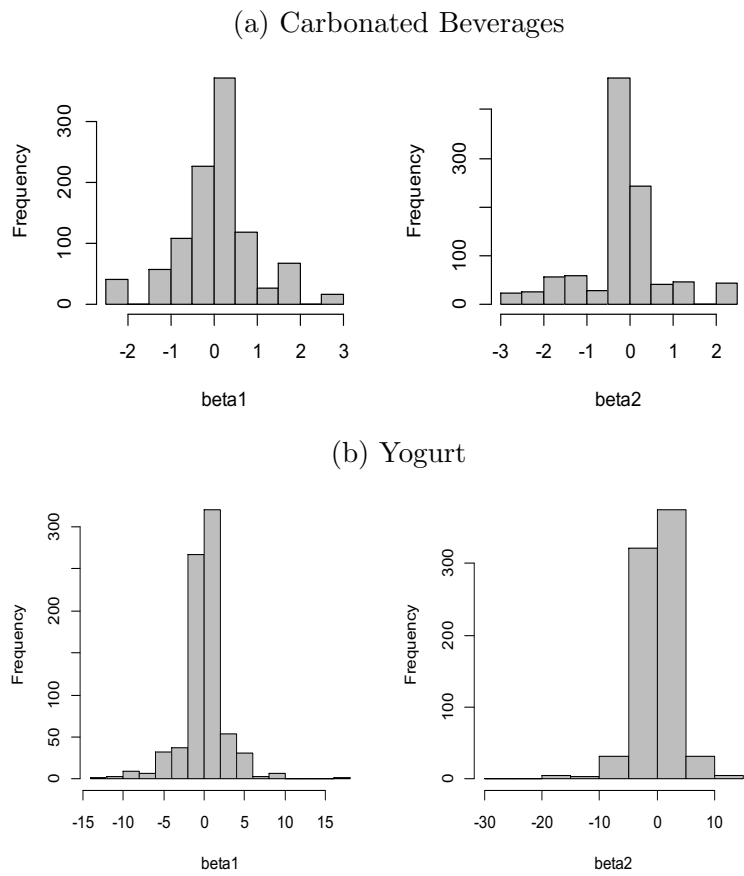 (a) Carbonated Beverages
Frequency
0 100 200 300
-2 -1 0 1 2 3
beta1
Frequency
0 100 300
-3 -2 -1 0 1 2
beta2
(b) Yogurt
Frequency
0 50 100 200 300
-15 -10 -5 0 5 10 15
beta1
Frequency
0 100 200 300
-30 -20 -10 0 10
beta2